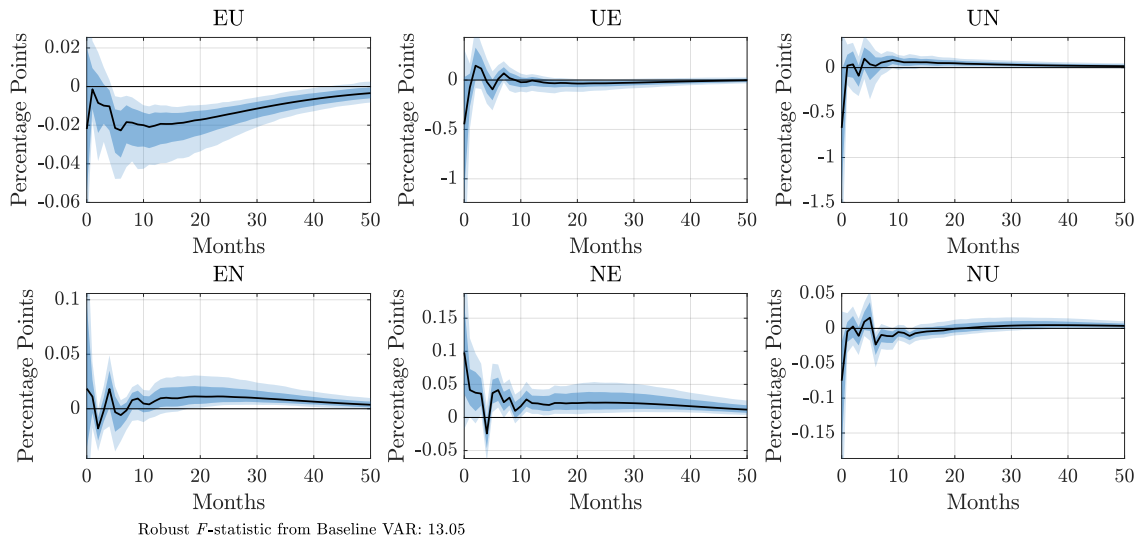 EU
Percentage Points
0.02
0
-0.02
-0.04
-0.06
0 10 20 30 40 50
Months
UE
Percentage Points
0
-0.5
-1
0 10 20 30 40 50
Months
UN
Percentage Points
0
-0.5
-1
-1.5
0 10 20 30 40 50
Months
EN
Percentage Points
0.1
0.05
0
0 10 20 30 40 50
Months
NE
Percentage Points
0.15
0.10
0.05
0
-0.05
0 10 20 30 40 50
Months
NU
Percentage Points
0.05
0
-0.05
-0.1
-0.15
0 10 20 30 40 50
Months
Robust F-statistic from Baseline VAR: 13.05